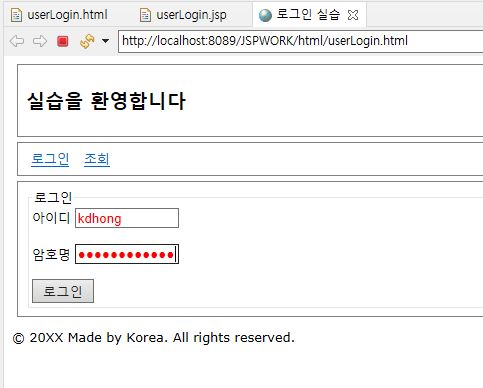 userLogin.html userLogin.jsp 로그인 실습
http://localhost:8089/JSPWORK/html/userLogin.html
실습을 환영합니다
로그인 조회
로그인
아이디 kdhong
암호명 ●●●●●●●●●●●●
로그인
© 20XX Made by Korea. All rights reserved.